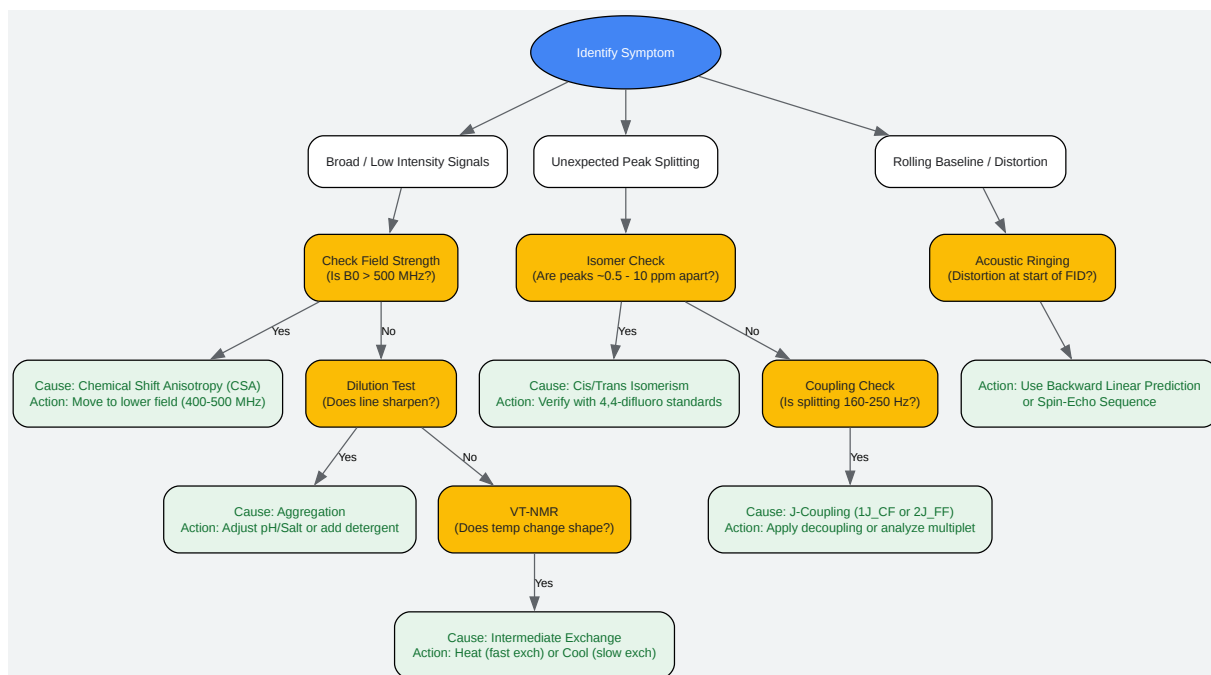 Identify Symptom
Broad / Low Intensity Signals
Unexpected Peak Splitting
Rolling Baseline / Distortion
Check Field Strength
(Is B0 > 500 MHz?)
Isomer Check
(Are peaks ~0.5 - 10 ppm apart?)
Acoustic Ringing
(Distortion at start of FID?)
Yes
No
Yes
No
Cause: Chemical Shift Anisotropy (CSA)
Action: Move to lower field (400-500 MHz)
Dilution Test
(Does line sharpen?)
Cause: Cis/Trans Isomerism
Action: Verify with 4,4-difluoro standards
Coupling Check
(Is splitting 160-250 Hz?)
Action: Use Backward Linear Prediction
or Spin-Echo Sequence
Yes
No
Yes
Cause: Aggregation
Action: Adjust pH/Salt or add detergent
VT-NMR
(Does temp change shape?)
Cause: J-Coupling (1J_CF or 2J_FF)
Action: Apply decoupling or analyze multiplet
Yes
Cause: Intermediate Exchange
Action: Heat (fast exch) or Cool (slow exch)